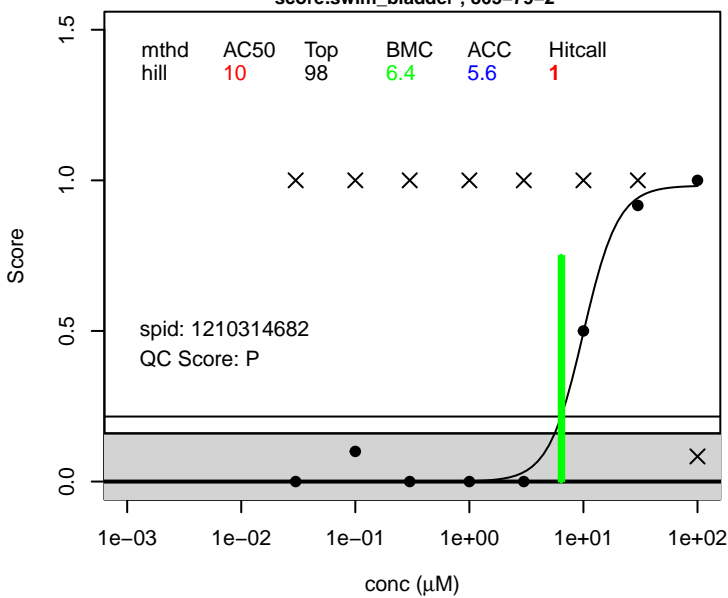 score.swim_bladder , 865−79−2
mthd AC50 Top BMC ACC Hitcall
hill 10 98 6.4 5.6 1
1.5
1.0
0.5
0.0
Score
spid: 1210314682
QC Score: P
1e−03 1e−02 1e−01 1e+00 1e+01 1e+02
conc (μM)